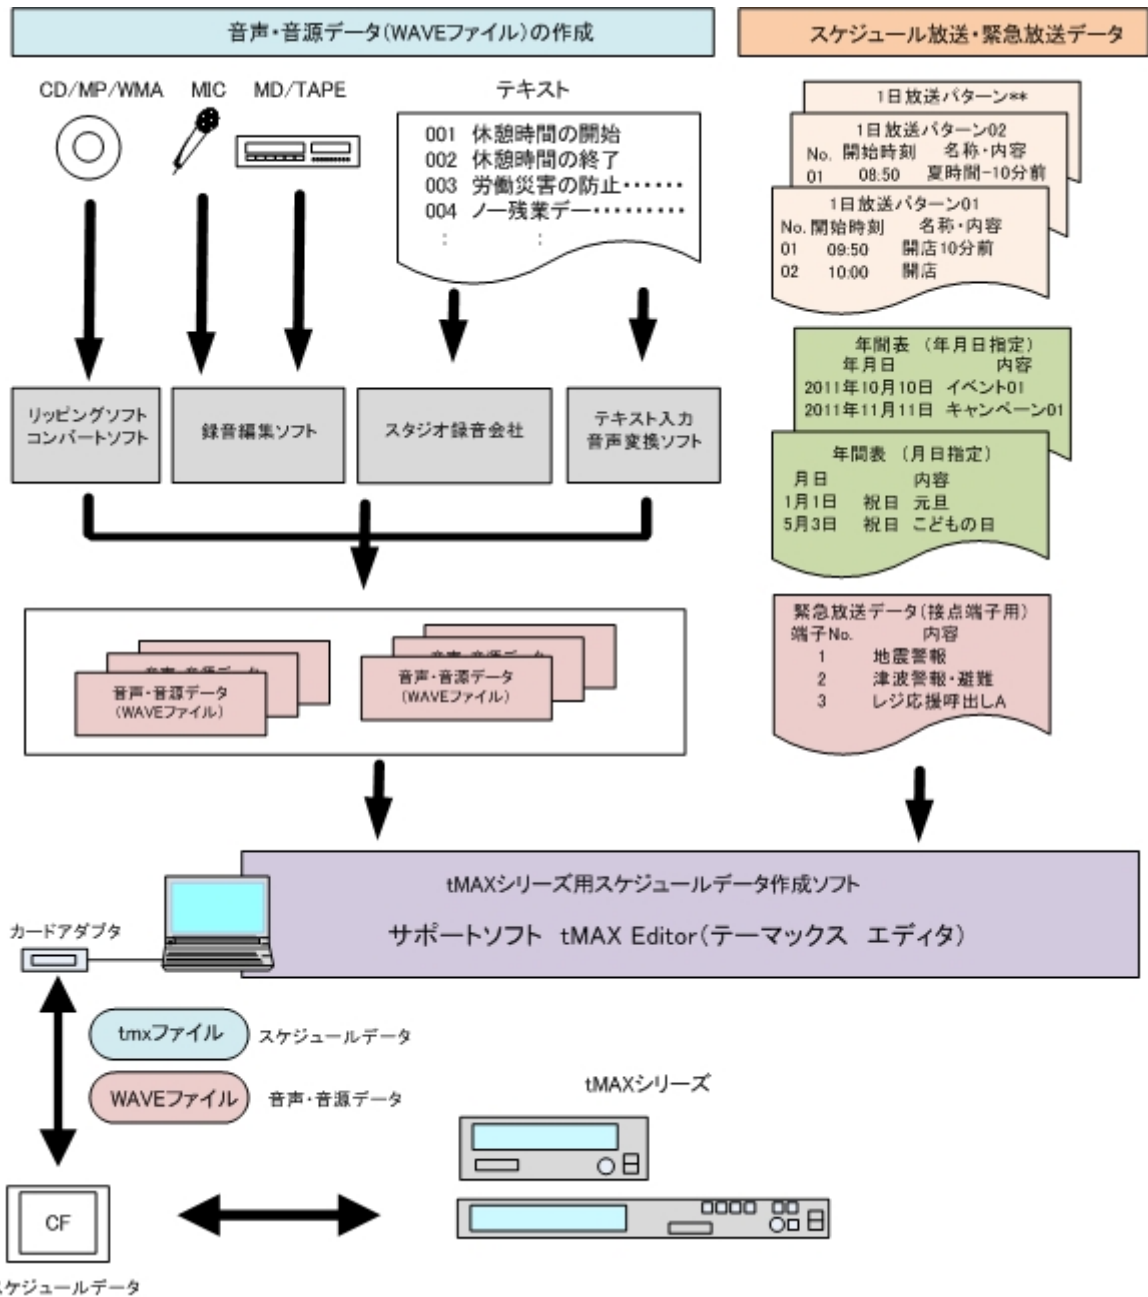 音声・音源データ(WAVEファイル)の作成
スケジュール放送・緊急放送データ
CD/MP/WMA
MIC
MD/TAPE
テキスト
001 休憩時間の開始
002 休憩時間の終了
003 労働災害の防止・・・・・・
004 ノー残業デー・・・・・・・・・
:  :
1日放送パターン**
1日放送パターン02
No. 開始時刻 名称・内容
01 08:50 夏時間-10分前
1日放送パターン01
No. 開始時刻 名称・内容
01 09:50 開店10分前
02 10:00 開店
年間表 (年月日指定)
年月日 内容
2011年10月10日 イベント01
2011年11月11日 キャンペーン01
年間表 (月日指定)
月日 内容
1月1日 祝日 元旦
5月3日 祝日 こどもの日
リッピングソフト
コンバートソフト
録音編集ソフト
スタジオ録音会社
テキスト入力
音声変換ソフト
緊急放送データ(接点端子用)
端子No. 内容
1 地震警報
2 津波警報・避難
3 レジ応援呼出しA
音声・音源データ
(WAVEファイル)
音声・音源データ
(WAVEファイル)
tMAXシリーズ用スケジュールデータ作成ソフト
サポートソフト tMAX Editor(テーマックス エディタ)
カードアダプタ
tmxファイル
スケジュールデータ
WAVEファイル
音声・音源データ
tMAXシリーズ
CF
スケジュールデータ